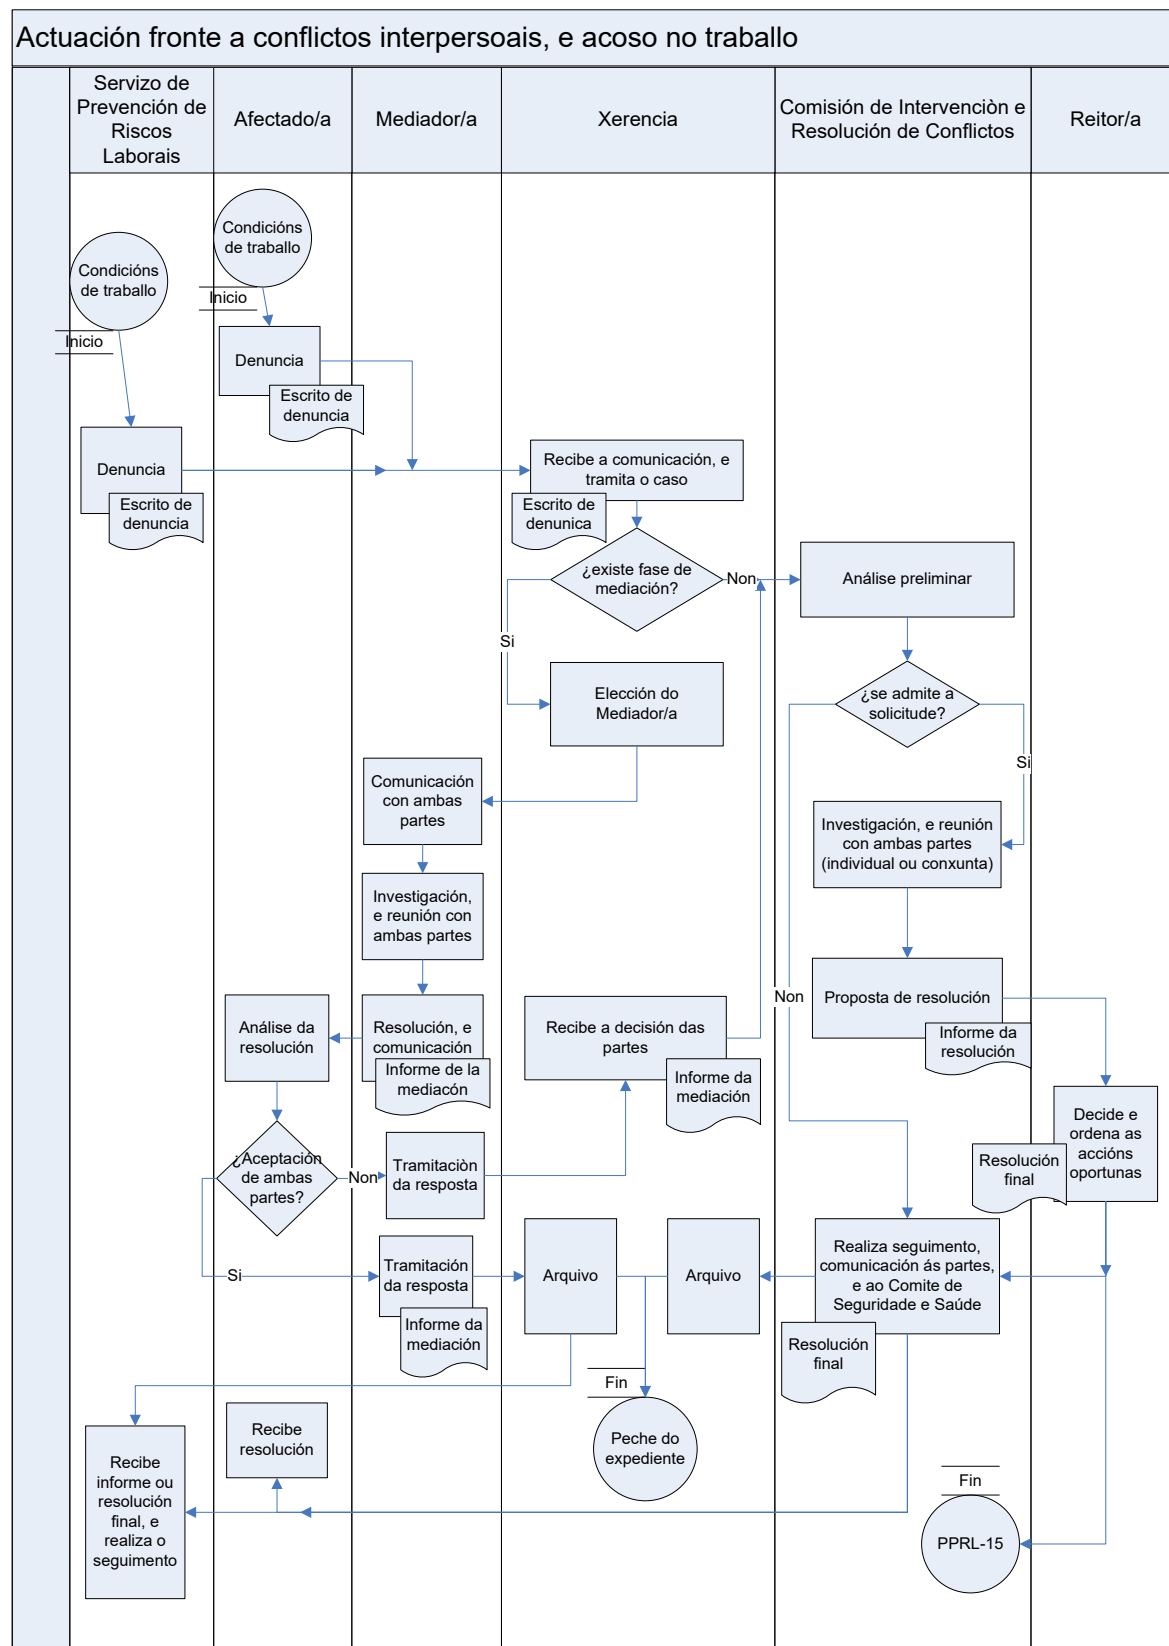 Actuación fronte a conflictos interpersoais, e acoso no traballo
Servizo de
Prevención de
Riscos
Laborais
Afectado/a
Mediador/a
Xerencia
Comisión de Intervenciòn e
Resolución de Conflictos
Reitor/a
Condicións
de traballo
Inicio
Condicións
de traballo
Inicio
Denuncia
Escrito de
denuncia
Denuncia
Escrito de
denuncia
Recibe a comunicación, e
tramita o caso
Escrito de
denunica
¿existe fase de
mediación?
Non
Si
Análise preliminar
Elección do
Mediador/a
¿se admite a
solicitude?
Si
Non
Comunicación
con ambas
partes
Investigación, e reunión
con ambas partes
(individual ou conxunta)
Investigación,
e reunión con
ambas partes
Análise da
resolución
Resolución, e
comunicación
Informe de la
mediacón
Recibe a decisión das
partes
Informe da
mediación
Proposta de resolución
Informe da
resolución
Decide e
ordena as
accións
oportunas
Resolución
final
¿Aceptación
de ambas
partes?
Non
Tramitaciòn
da resposta
Si
Tramitación
da resposta
Informe da
mediación
Arquivo
Arquivo
Realiza seguimento,
comunicación ás partes,
e ao Comite de
Seguridade e Saúde
Resolución
final
Fin
Peche do
expediente
Recibe
resolución
Recibe
informe ou
resolución
final, e
realiza o
seguimento
Fin
PPRL-15